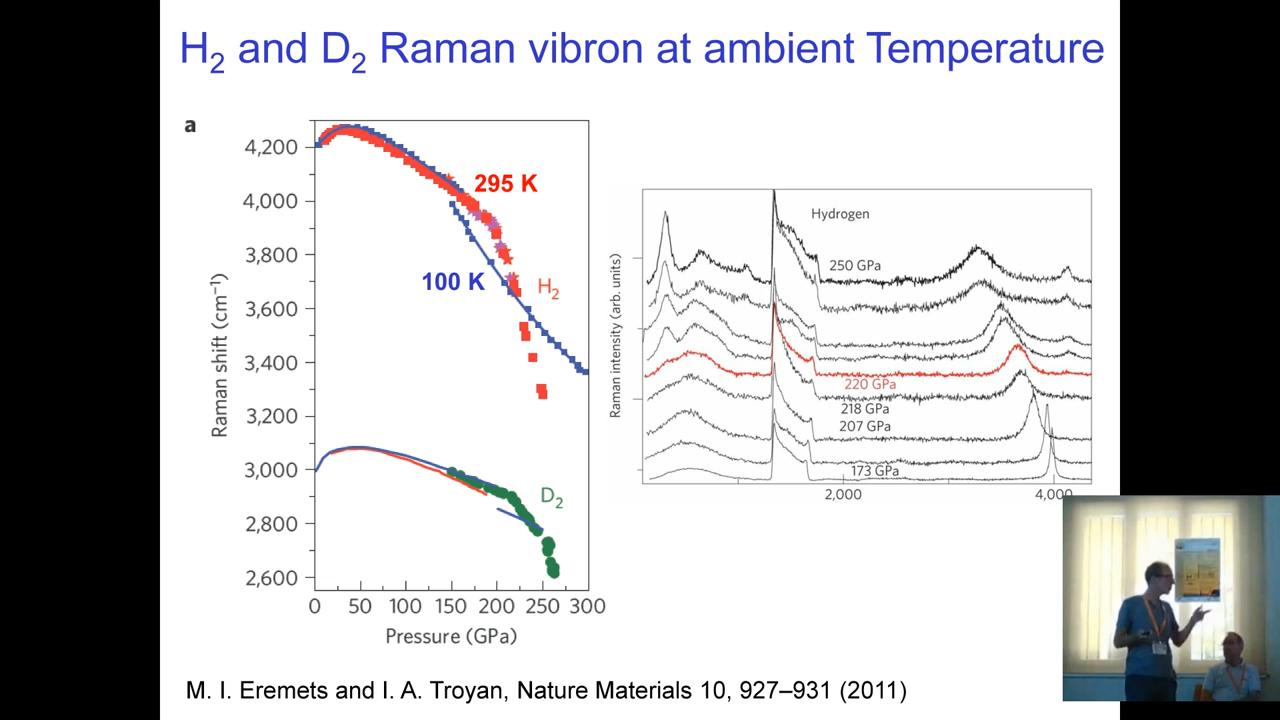 H2 and D2 Raman vibron at ambient Temperature
a
4,200
4,000
3,800
3,600
3,400
3,200
3,000
2,800
2,600
Raman shift (cm⁻¹)
295 K
100 K
H2
D2
0 50 100 150 200 250 300
Pressure (GPa)
Raman intensity (arb. units)
Hydrogen
250 GPa
220 GPa
218 GPa
207 GPa
173 GPa
2,000 4,000
M. I. Eremets and I. A. Troyan, Nature Materials 10, 927–931 (2011)